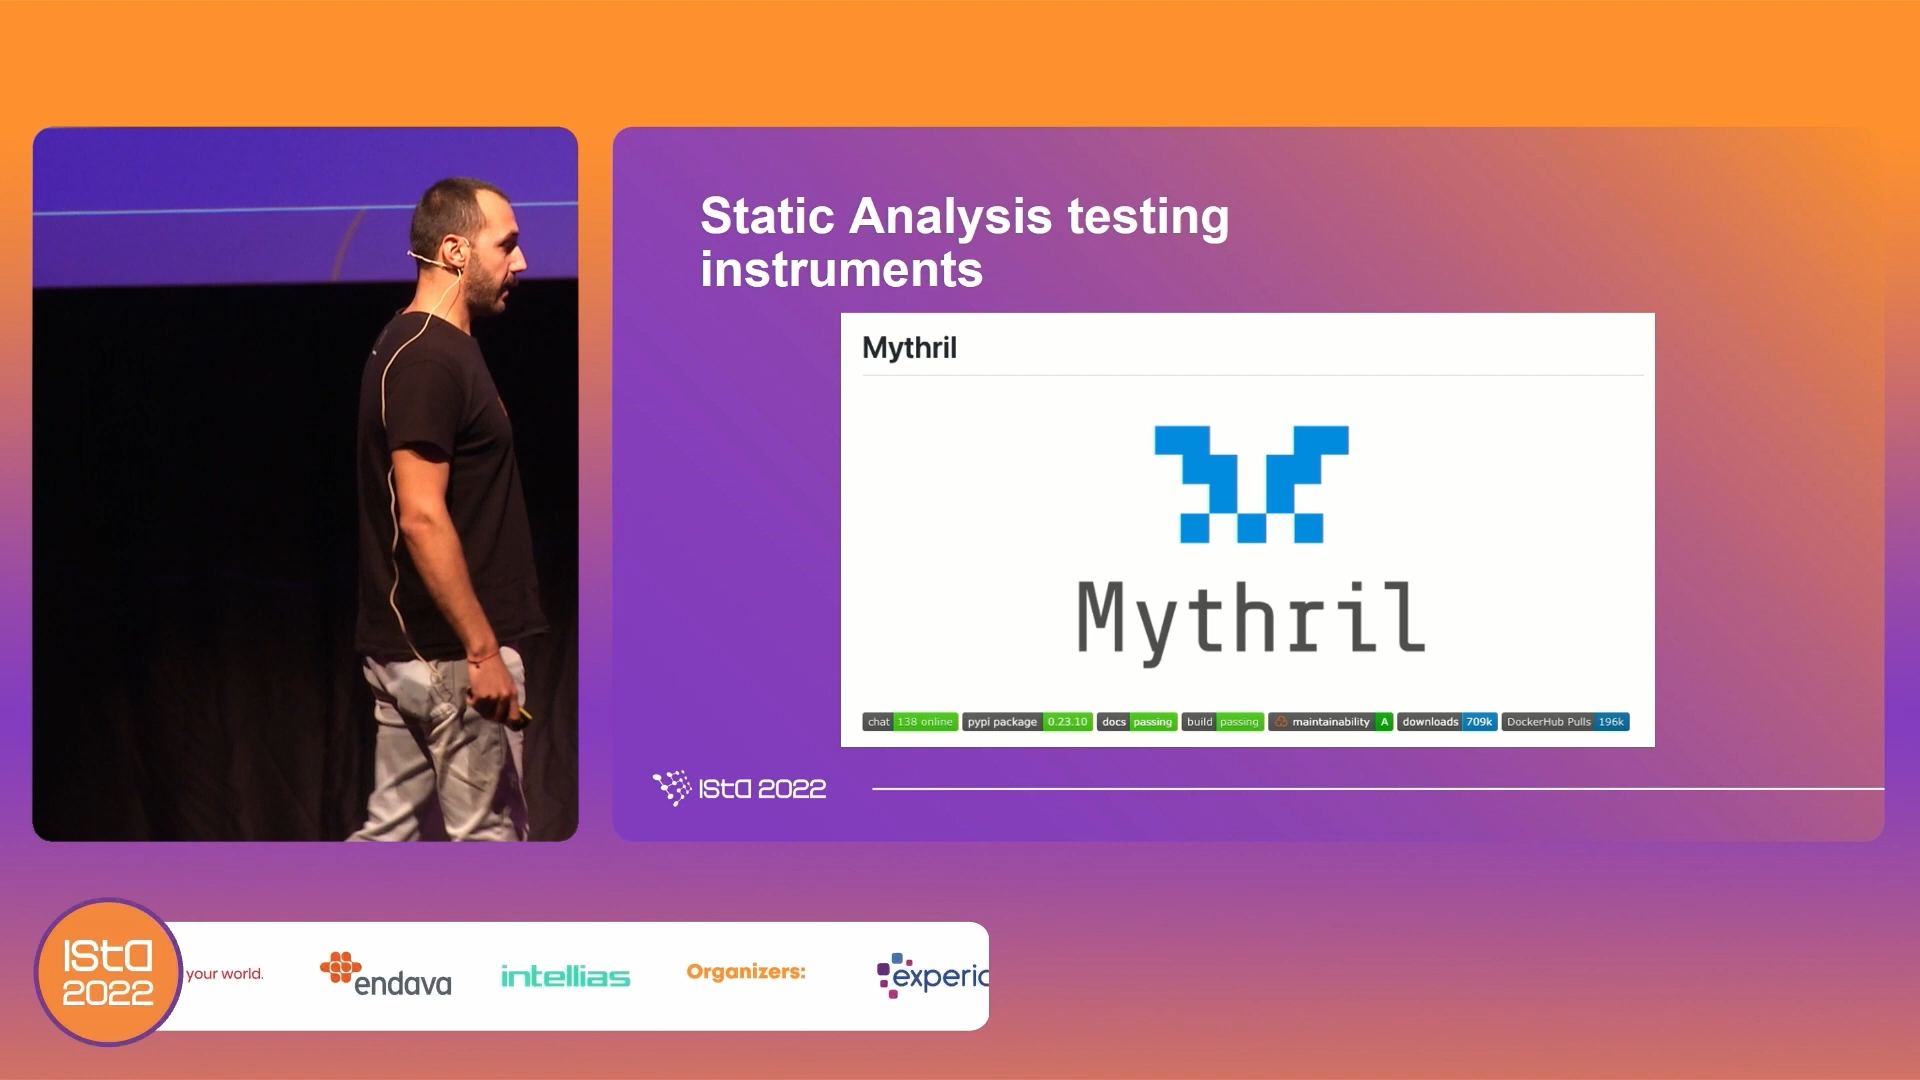 Static Analysis testing
instruments
Mythril
Mythril
chat 138 online pypi package 0.23.10 docs passing build passing maintainability A downloads 709k DockerHub Pulls 196k
ISTA 2022
ISTA
2022
your world.
endava
intellias
Organizers:
experic